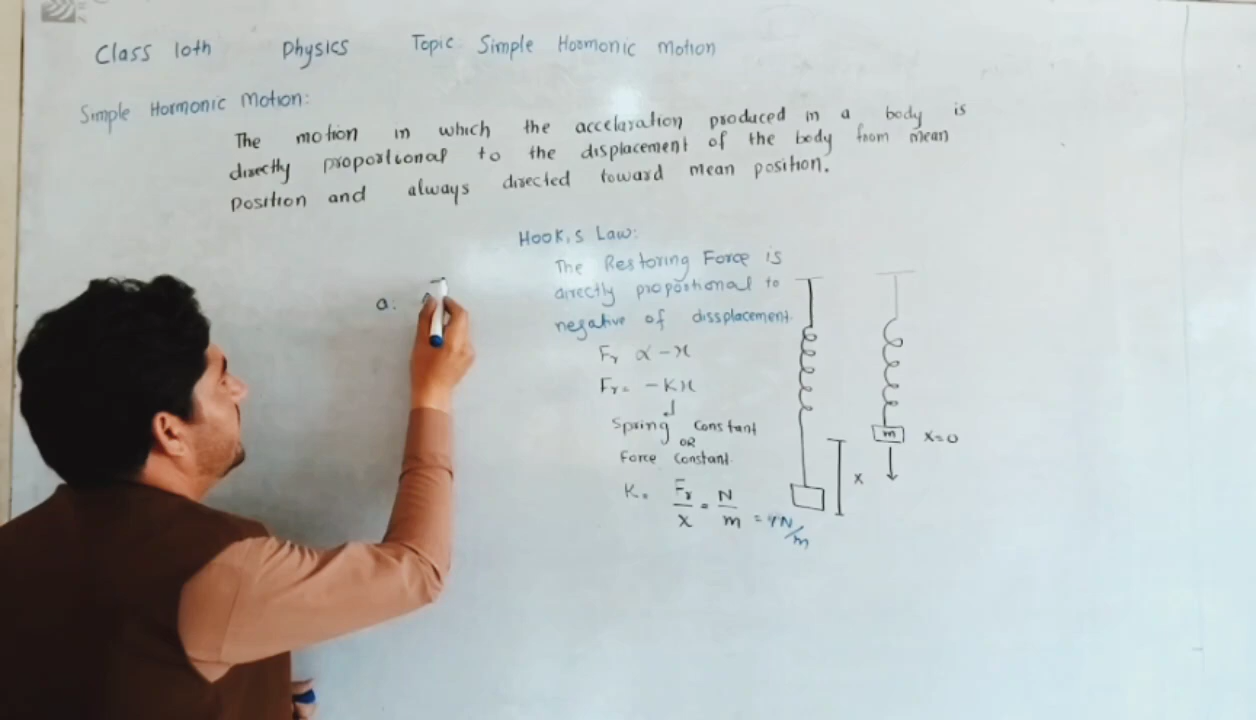 Class 10th Physics Topic: Simple Hormonic Motion
Simple Hormonic Motion:
The motion in which the accelaration produced in a body is
directly proportional to the displacement of the body from mean
position and always directed toward mean position.
Hook,s Law:
The Restoring Force is
directly propostional to
negative of dissplacement.
Fr α -x
Fr = -Kx
Spring Constant
OR
Force Constant.
K = Fr/x = N/m = 1N/m
a:
m
x=0
x